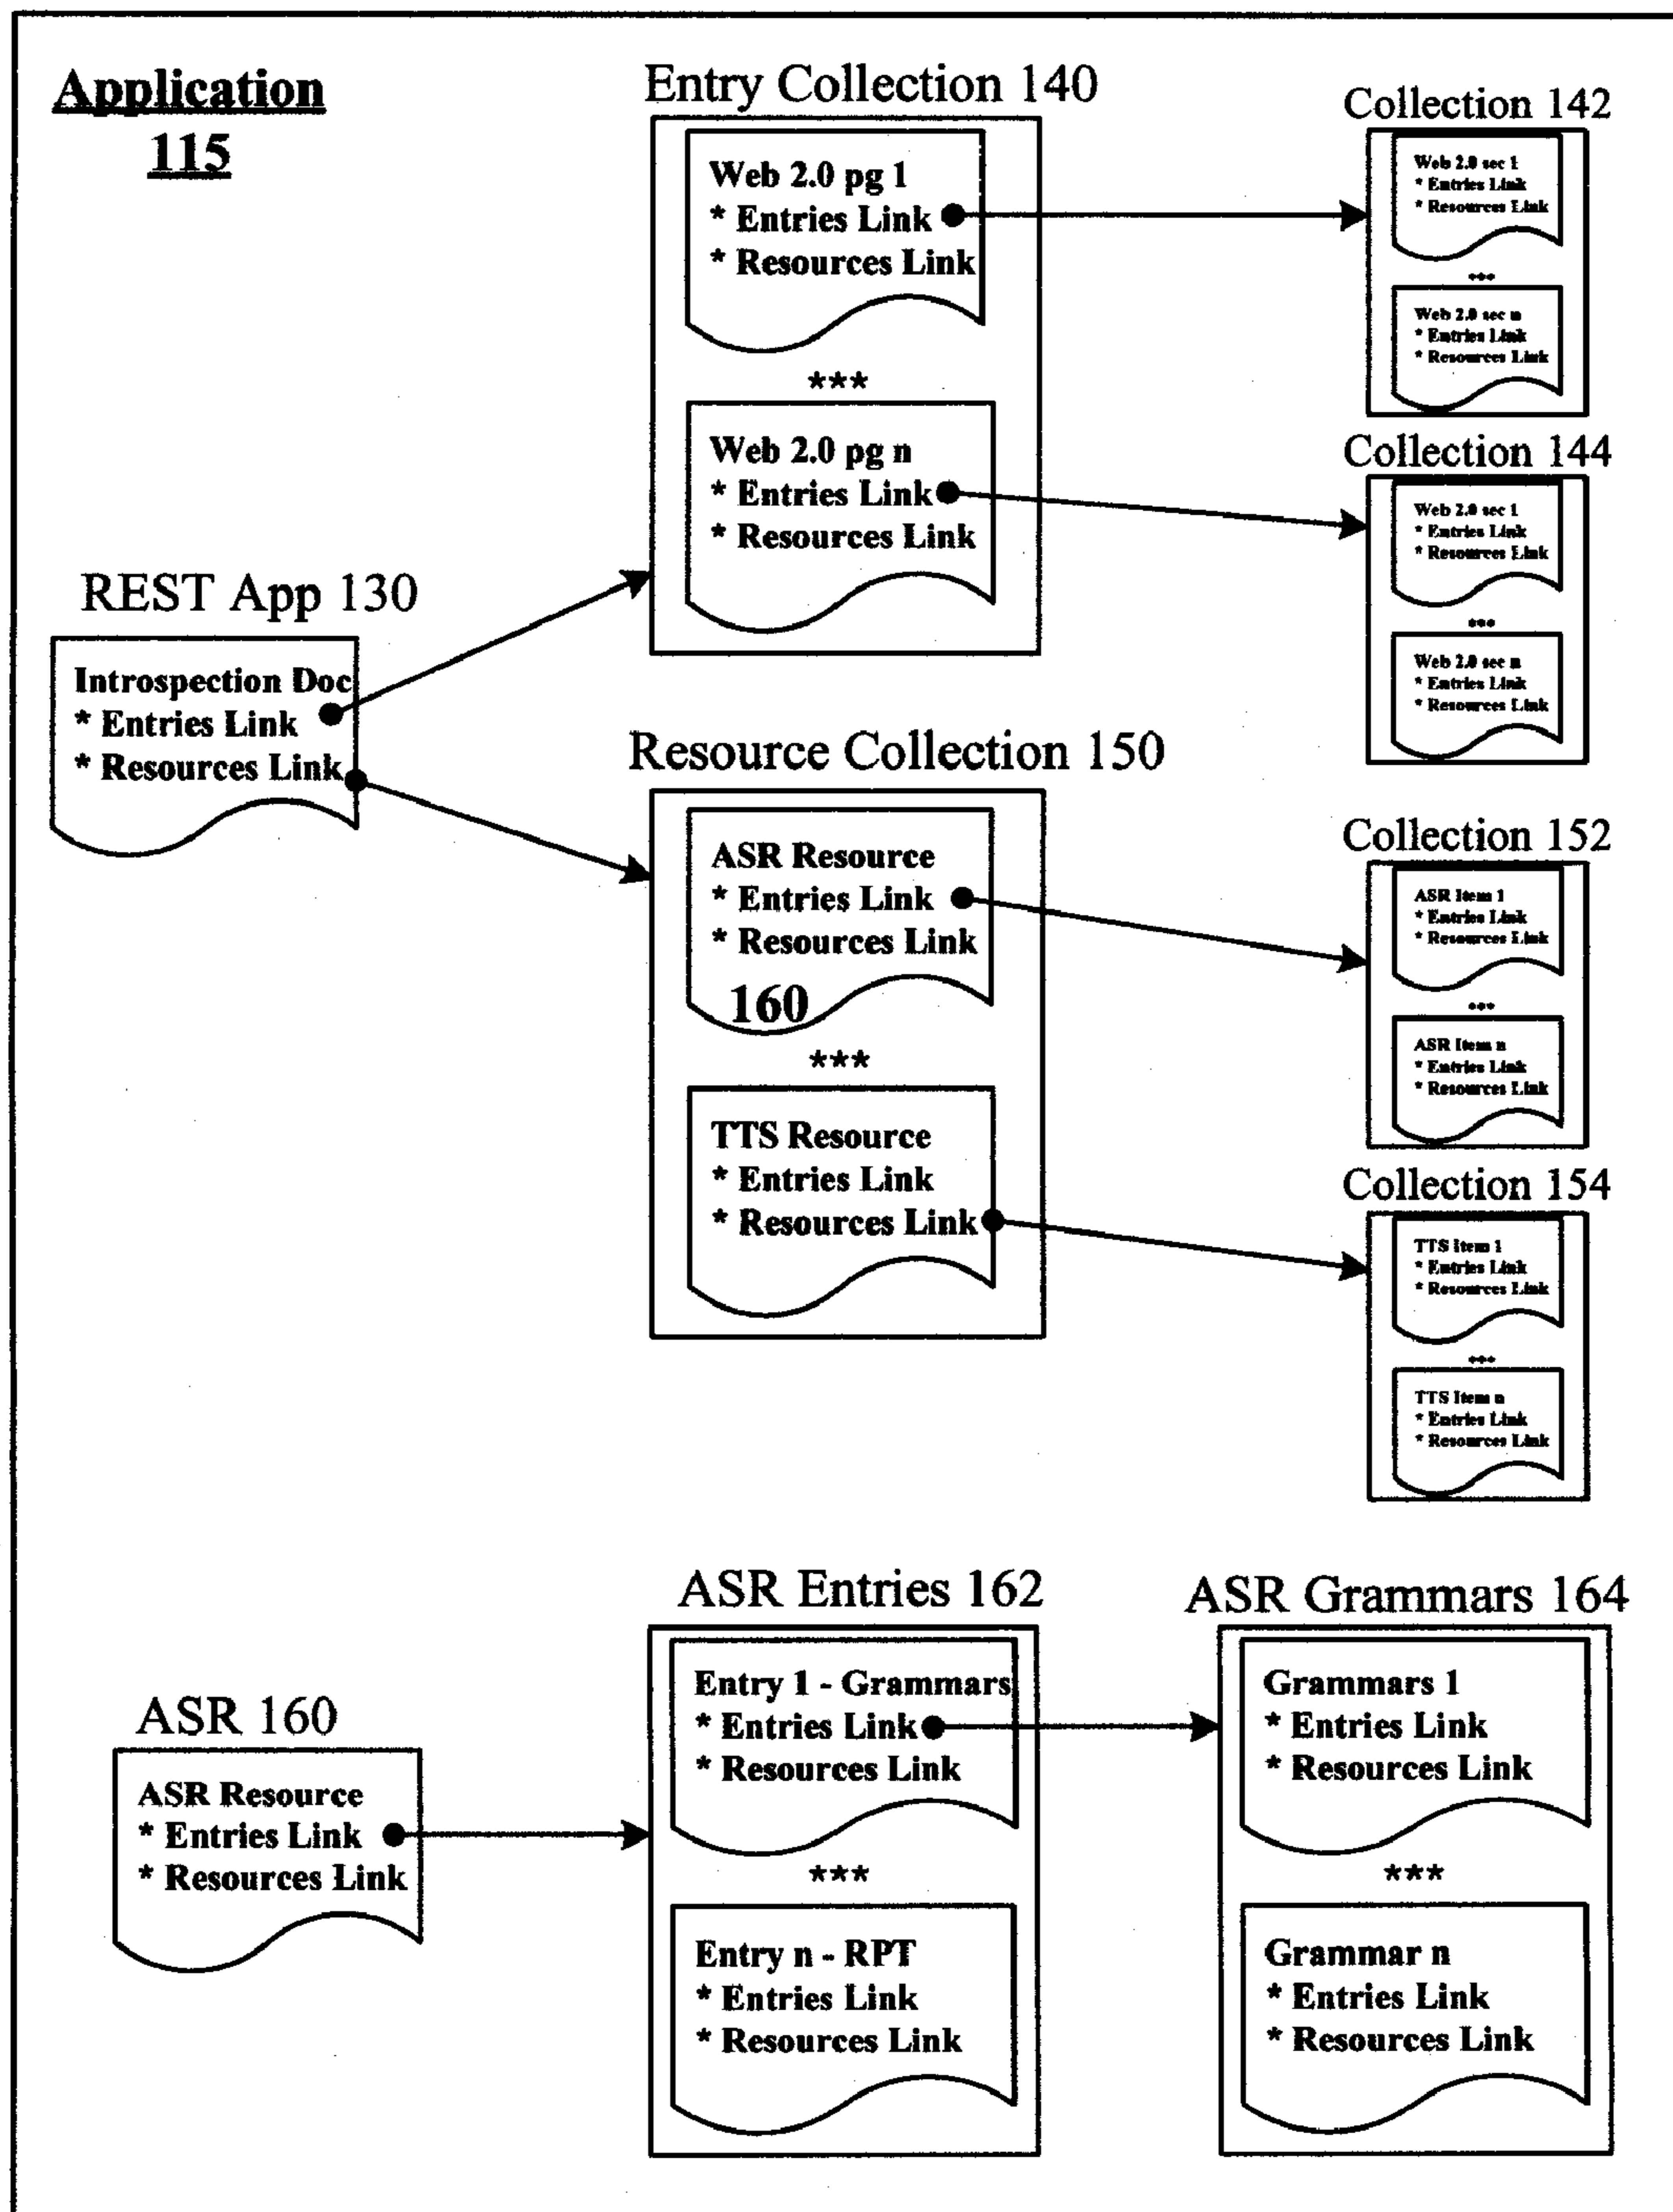 Application
115
Entry Collection 140
Web 2.0 pg 1
* Entries Link
* Resources Link
***
Web 2.0 pg n
* Entries Link
* Resources Link
Collection 142
Web 2.0 sec 1
* Entries Link
* Resources Link
***
Web 2.0 sec n
* Entries Link
* Resources Link
Collection 144
Web 2.0 sec 1
* Entries Link
* Resources Link
***
Web 2.0 sec n
* Entries Link
* Resources Link
REST App 130
Introspection Doc
* Entries Link
* Resources Link
Resource Collection 150
ASR Resource
* Entries Link
* Resources Link
160
***
TTS Resource
* Entries Link
* Resources Link
Collection 152
ASR Item 1
* Entries Link
* Resources Link
***
ASR Item n
* Entries Link
* Resources Link
Collection 154
TTS Item 1
* Entries Link
* Resources Link
***
TTS Item n
* Entries Link
* Resources Link
ASR 160
ASR Resource
* Entries Link
* Resources Link
ASR Entries 162
Entry 1 - Grammars
* Entries Link
* Resources Link
***
Entry n - RPT
* Entries Link
* Resources Link
ASR Grammars 164
Grammars 1
* Entries Link
* Resources Link
***
Grammar n
* Entries Link
* Resources Link